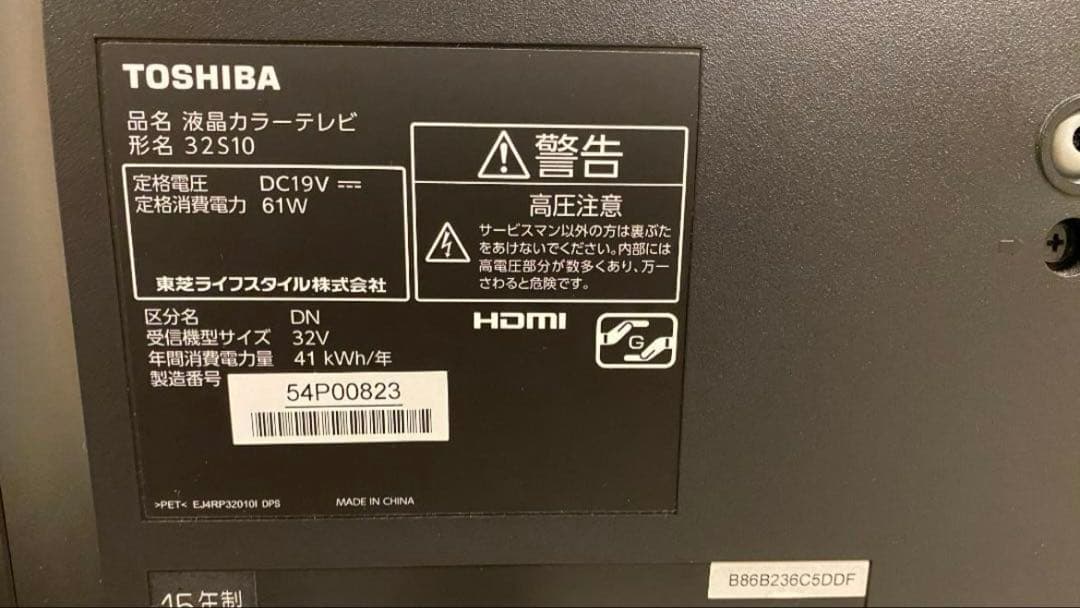 TOSHIBA
品名 液晶カラーテレビ
形名 32S10
定格電圧 DC19V
定格消費電力 61W
東芝ライフスタイル株式会社
警告
高圧注意
サービスマン以外の方は裏ぶた
をあけないでください。内部には
高電圧部分が数多くあり、万一
さわると危険です。
区分名 DN
受信機型サイズ 32V
年間消費電力量 41 kWh/年
製造番号
54P00823
HDMI
G
>PET< EJ4RP32010I DPS MADE IN CHINA
15年制
B86B236C5DDF